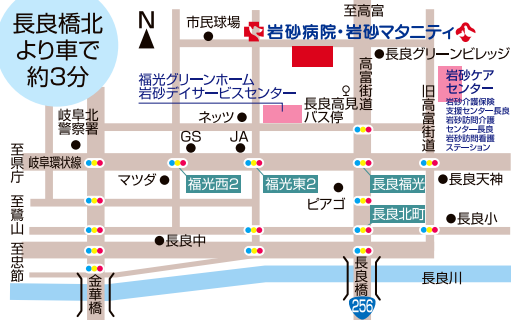 長良橋北
より車で
約3分
N
市民球場
至高富
岩砂病院・岩砂マタニティ
長良グリーンビレッジ
高富街道
旧高富街道
岩砂ケア
センター
岩砂介護保険
支援センター長良
岩砂訪問介護
センター長良
岩砂訪問看護
ステーション
福光グリーンホーム
岩砂デイサービスセンター
長良高見
バス停
岐阜北
警察署
ネッツ
GS
JA
至県庁
岐阜環状線
マツダ
福光西2
福光東2
長良福光
長良天神
ピアゴ
至鷺山
長良北町
長良小
長良中
至忠節
金華橋
長良橋
長良川
256